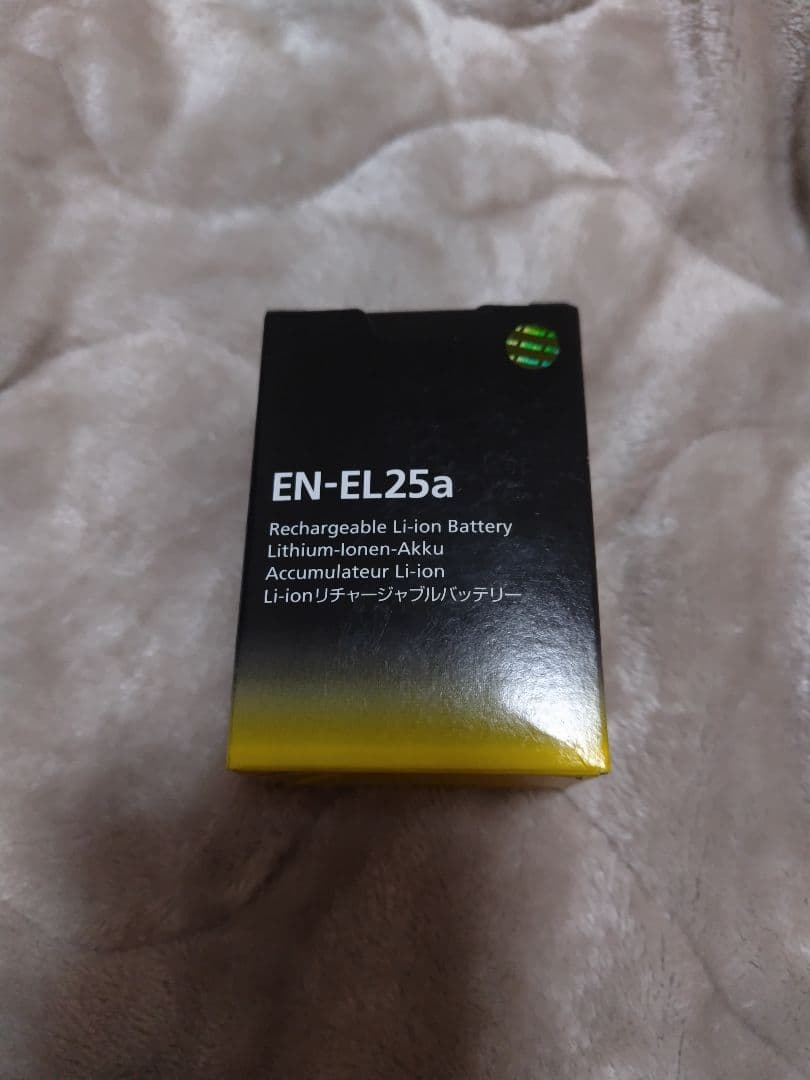 EN-EL25a
Rechargeable Li-ion Battery
Lithium-Ionen-Akku
Accumulateur Li-ion
Li-ionリチャージャブルバッテリー